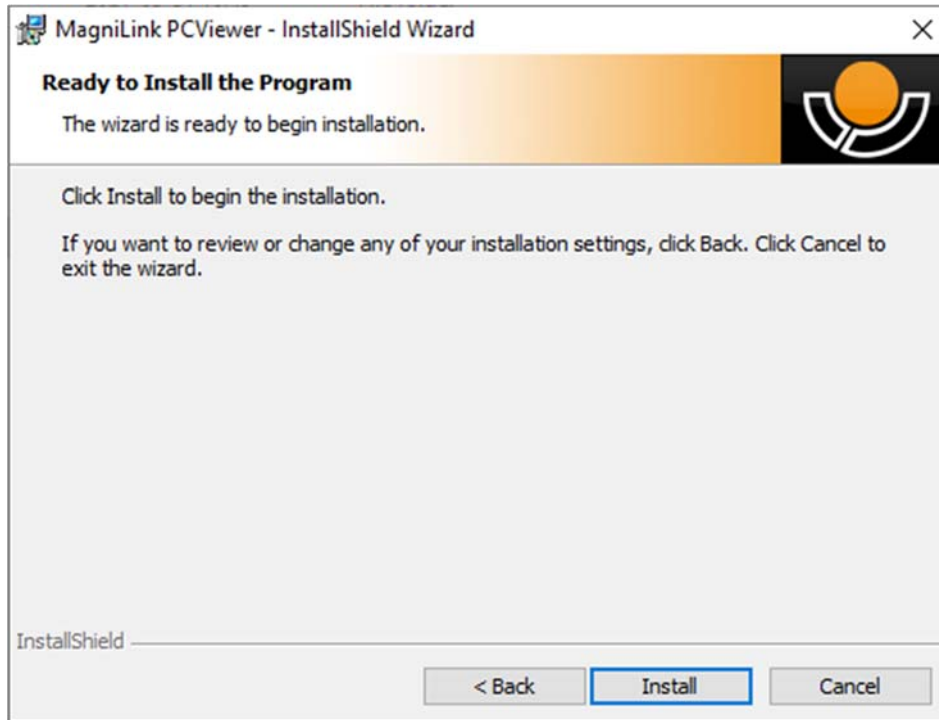 MagniLink PCViewer - InstallShield Wizard
Ready to Install the Program
The wizard is ready to begin installation.
Click Install to begin the installation.
If you want to review or change any of your installation settings, click Back. Click Cancel to
exit the wizard.
InstallShield
< Back
Install
Cancel